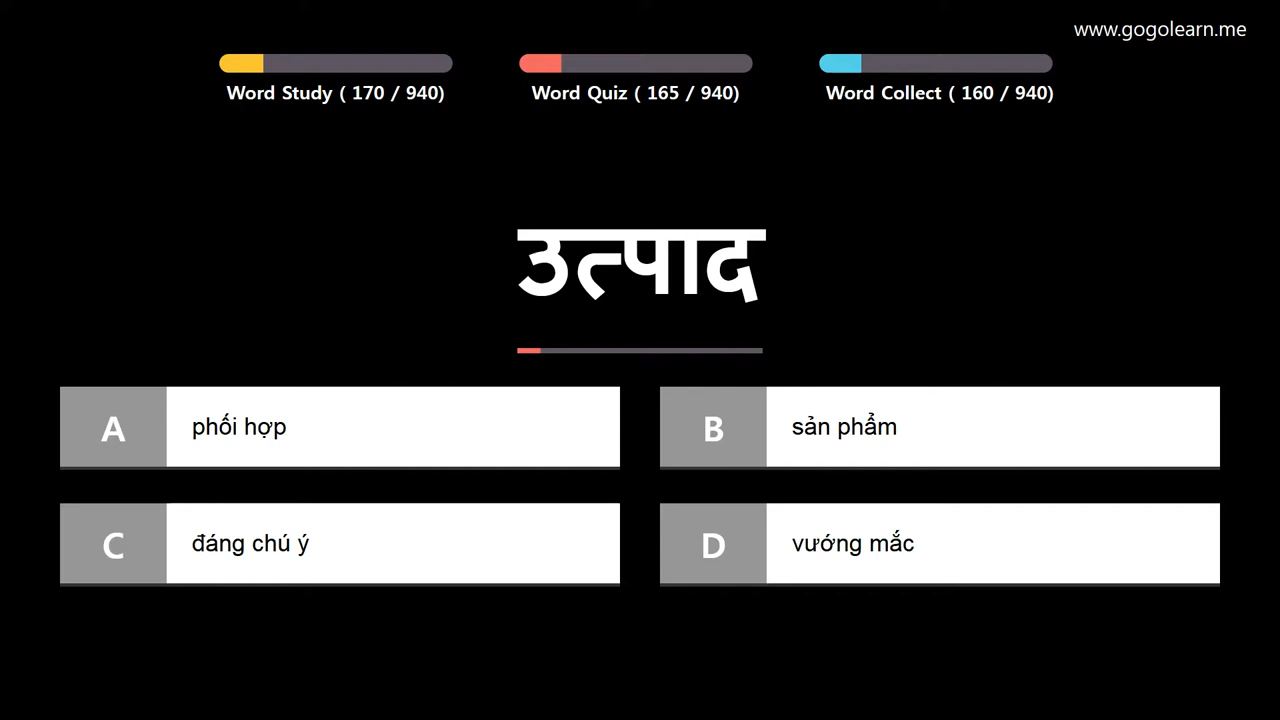 www.gogolearn.me
Word Study ( 170 / 940)
Word Quiz ( 165 / 940)
Word Collect ( 160 / 940)
उत्पाद
A phối hợp
B sản phẩm
C đáng chú ý
D vướng mắc